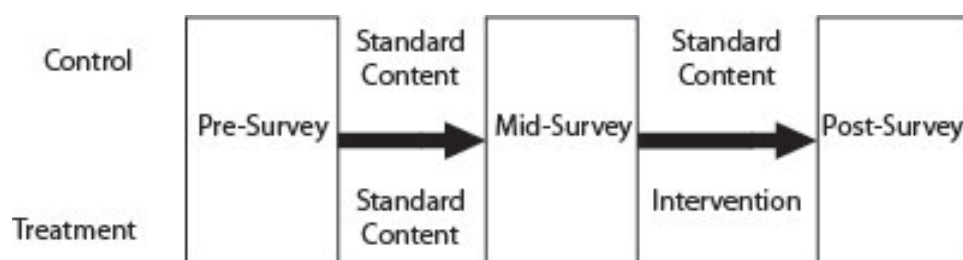 Control
Standard
Content
Standard
Content
Pre-Survey
Mid-Survey
Post-Survey
Treatment
Standard
Content
Intervention